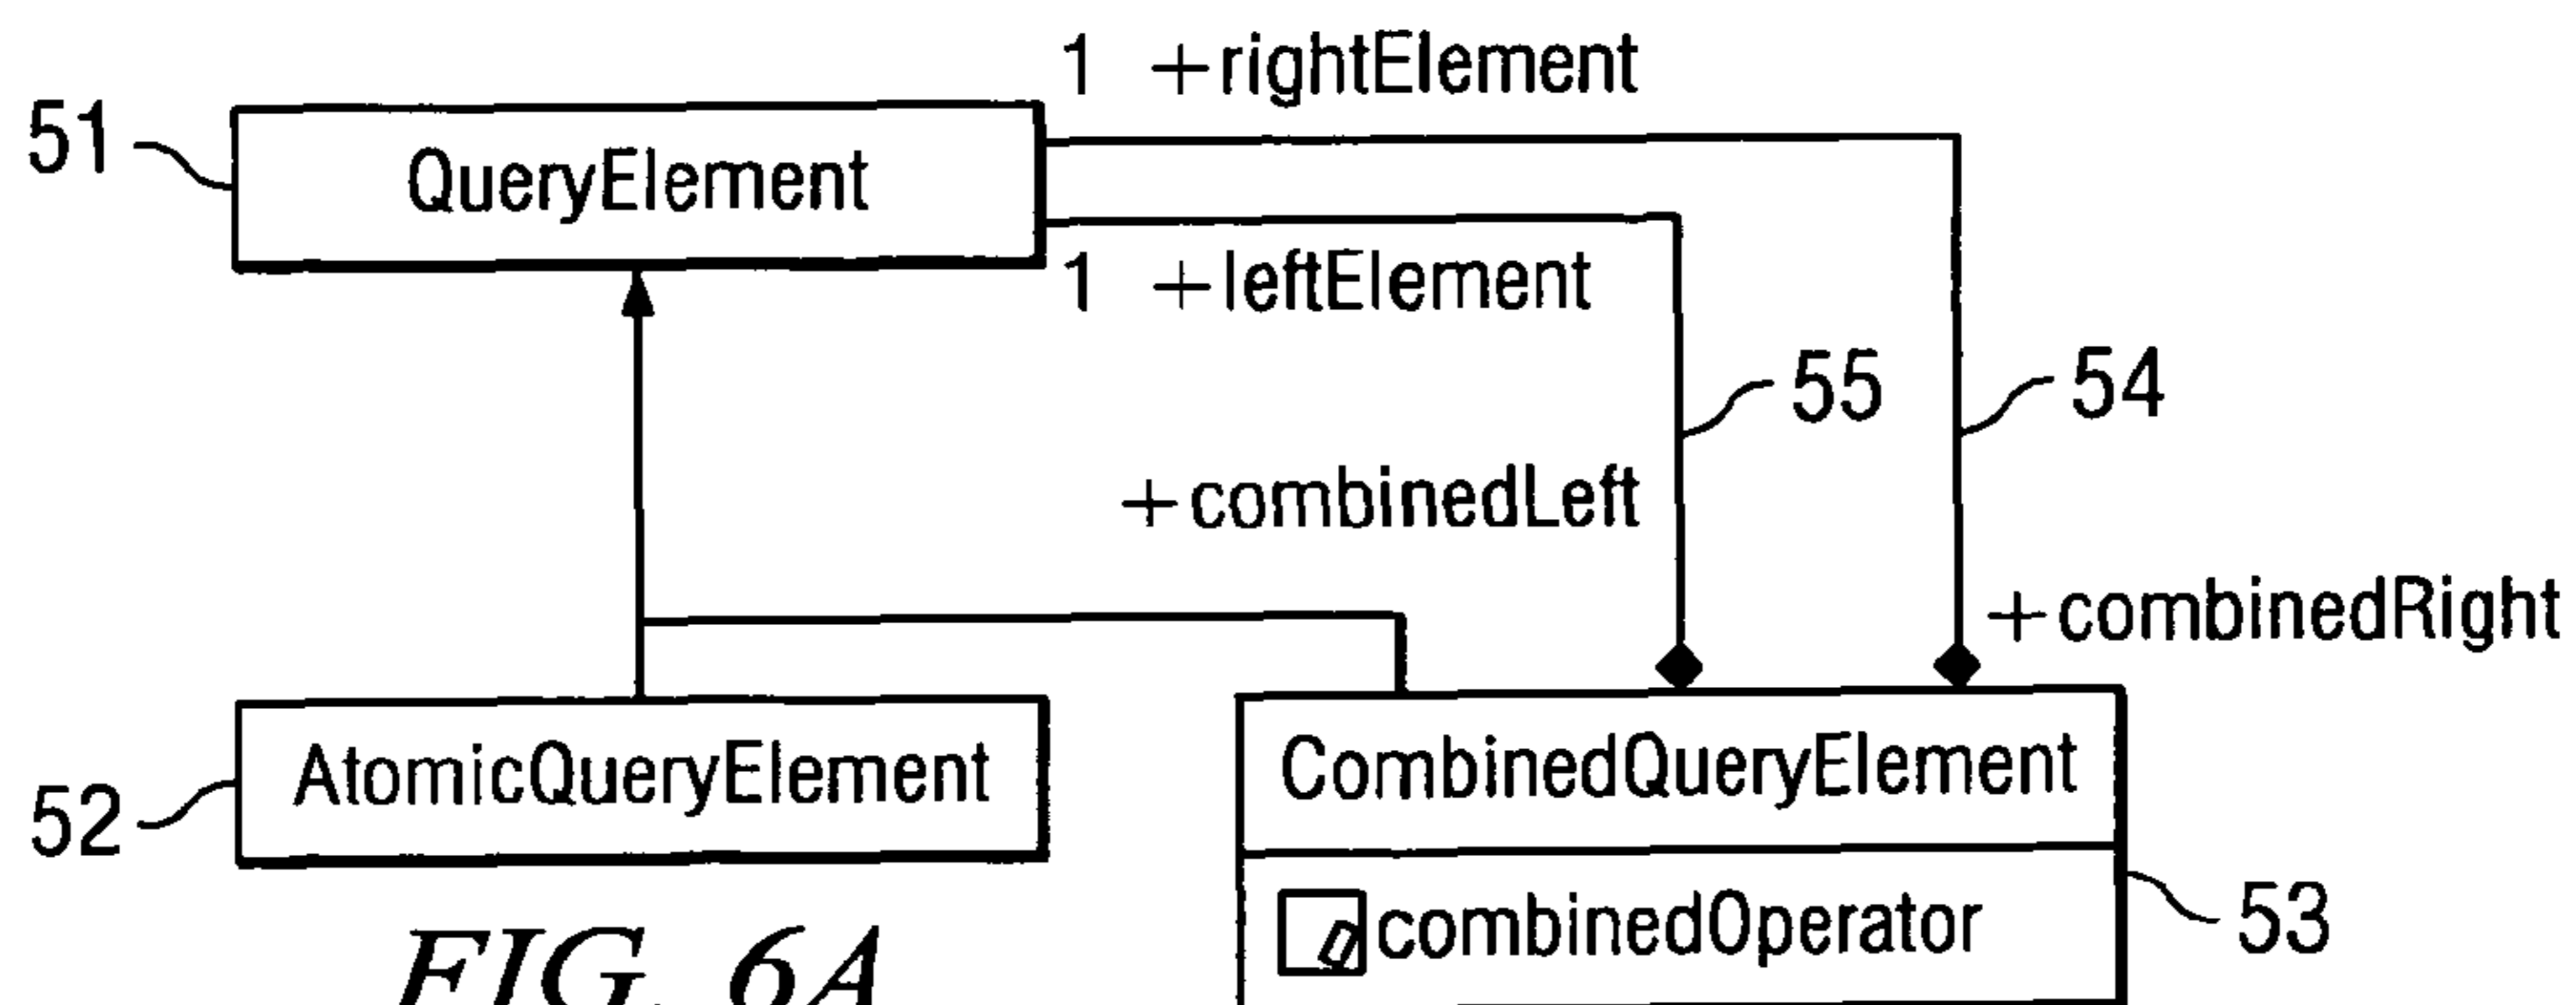 1 +rightElement
51
QueryElement
1 +leftElement
55
54
+combinedLeft
+combinedRight
AtomicQueryElement
CombinedQueryElement
52
combinedOperator
53
FIG. 6A